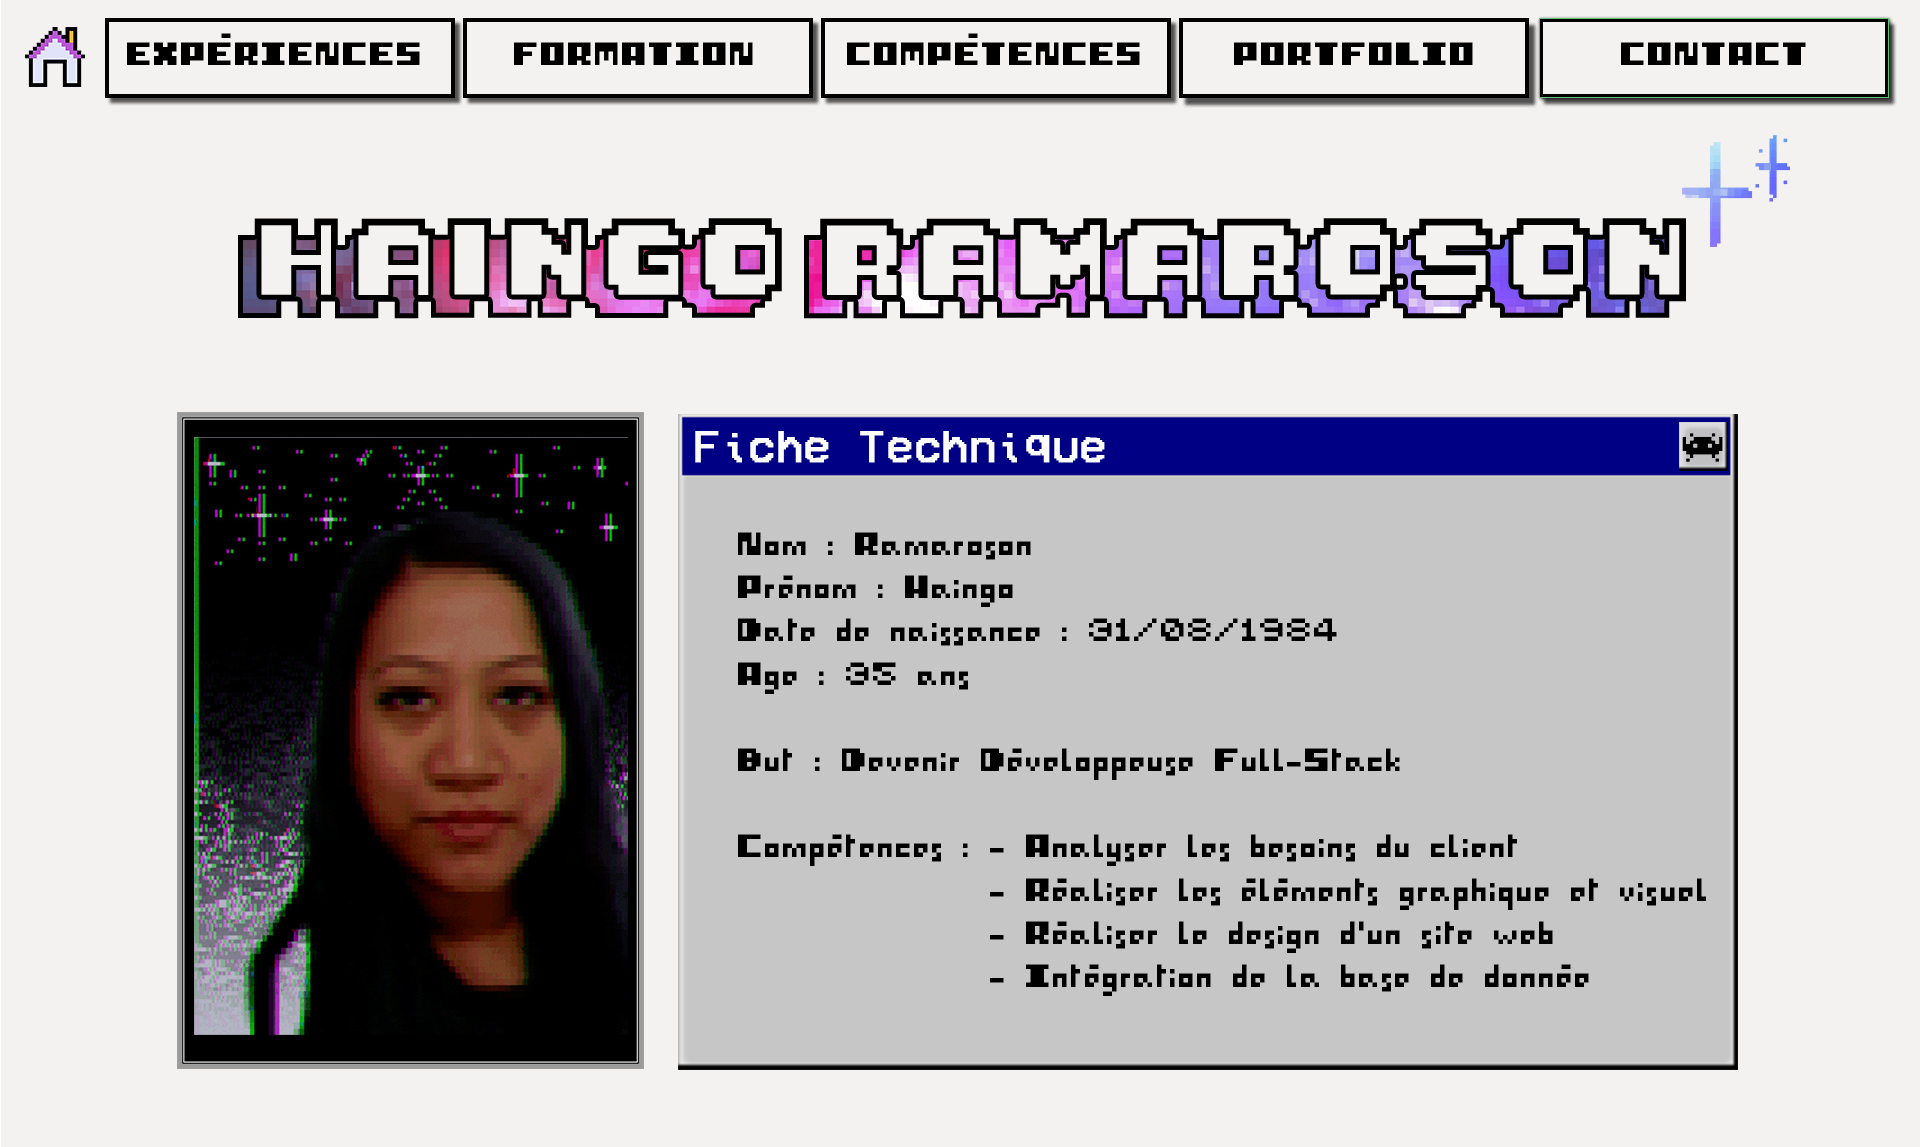 EXPÉRIENCES
FORMATION
COMPÉTENCES
PORTFOLIO
CONTACT
HAINGO RAMAROSON
Fiche Technique
Nom : Ramaroson
Prénom : Haingo
Date de naissance : 31/08/1984
Age : 35 ans
But : Devenir Développeuse Full-Stack
Compétences : - Analyser les besoins du client
- Réaliser les éléments graphique et visuel
- Réaliser le design d'un site web
- Intégration de la base de donnée